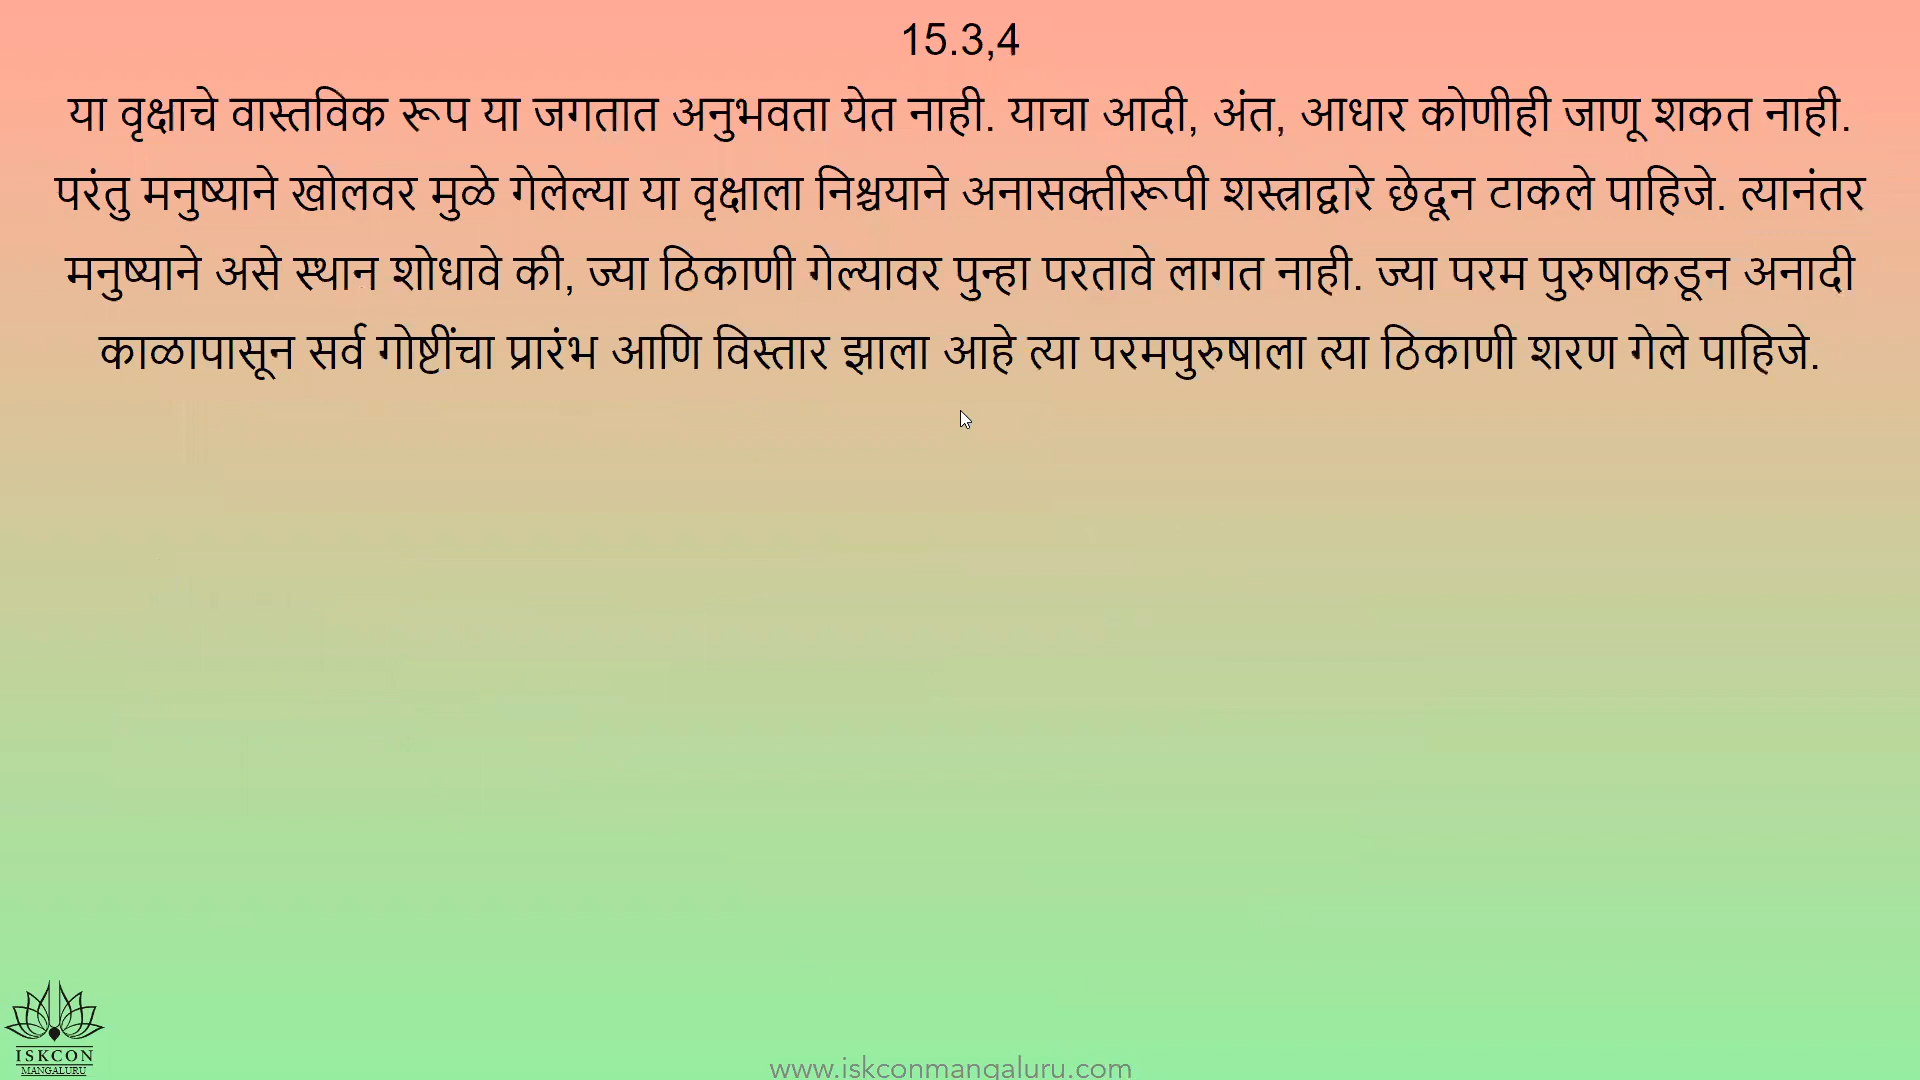 15.3,4
या वृक्षाचे वास्तविक रूप या जगतात अनुभवता येत नाही. याचा आदी, अंत, आधार कोणीही जाणू शकत नाही.
परंतु मनुष्याने खोलवर मुळे गेलेल्या या वृक्षाला निश्चयाने अनासक्तीरूपी शस्त्राद्वारे छेदून टाकले पाहिजे. त्यानंतर
मनुष्याने असे स्थान शोधावे की, ज्या ठिकाणी गेल्यावर पुन्हा परतावे लागत नाही. ज्या परम पुरुषाकडून अनादी
काळापासून सर्व गोष्टींचा प्रारंभ आणि विस्तार झाला आहे त्या परमपुरुषाला त्या ठिकाणी शरण गेले पाहिजे.
ISKCON
MANGALURU
www.iskconmangaluru.com